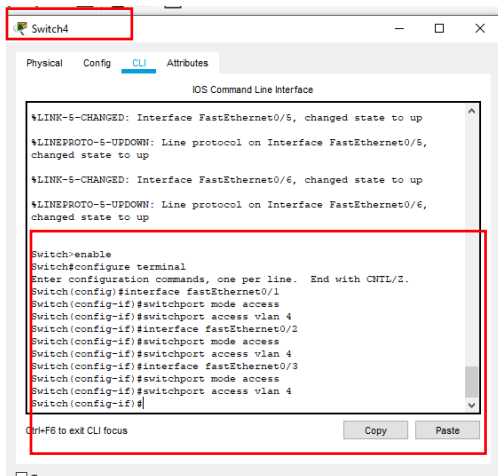 Switch4
Physical Config CLI Attributes
IOS Command Line Interface
%LINK-5-CHANGED: Interface FastEthernet0/5, changed state to up
%LINEPROTO-5-UPDOWN: Line protocol on Interface FastEthernet0/5,
changed state to up
%LINK-5-CHANGED: Interface FastEthernet0/6, changed state to up
%LINEPROTO-5-UPDOWN: Line protocol on Interface FastEthernet0/6,
changed state to up
Switch>enable
Switch#configure terminal
Enter configuration commands, one per line.  End with CNTL/Z.
Switch(config)#interface fastEthernet0/1
Switch(config-if)#switchport mode access
Switch(config-if)#switchport access vlan 4
Switch(config-if)#interface fastEthernet0/2
Switch(config-if)#switchport mode access
Switch(config-if)#switchport access vlan 4
Switch(config-if)#interface fastEthernet0/3
Switch(config-if)#switchport mode access
Switch(config-if)#switchport access vlan 4
Switch(config-if)#
Ctrl+F6 to exit CLI focus
Copy Paste